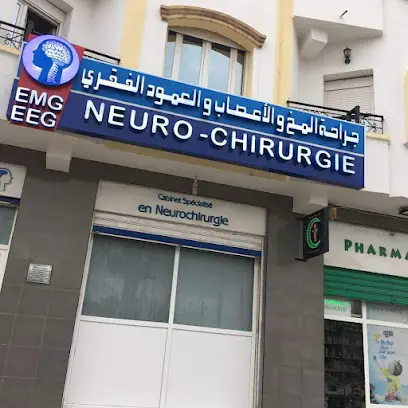 جراحة المخ و الأعصاب و العمود الفقري
EMG
EEG
NEURO-CHIRURGIE
Cabinet Spécialisé
en Neurochirurgie
PHARMA